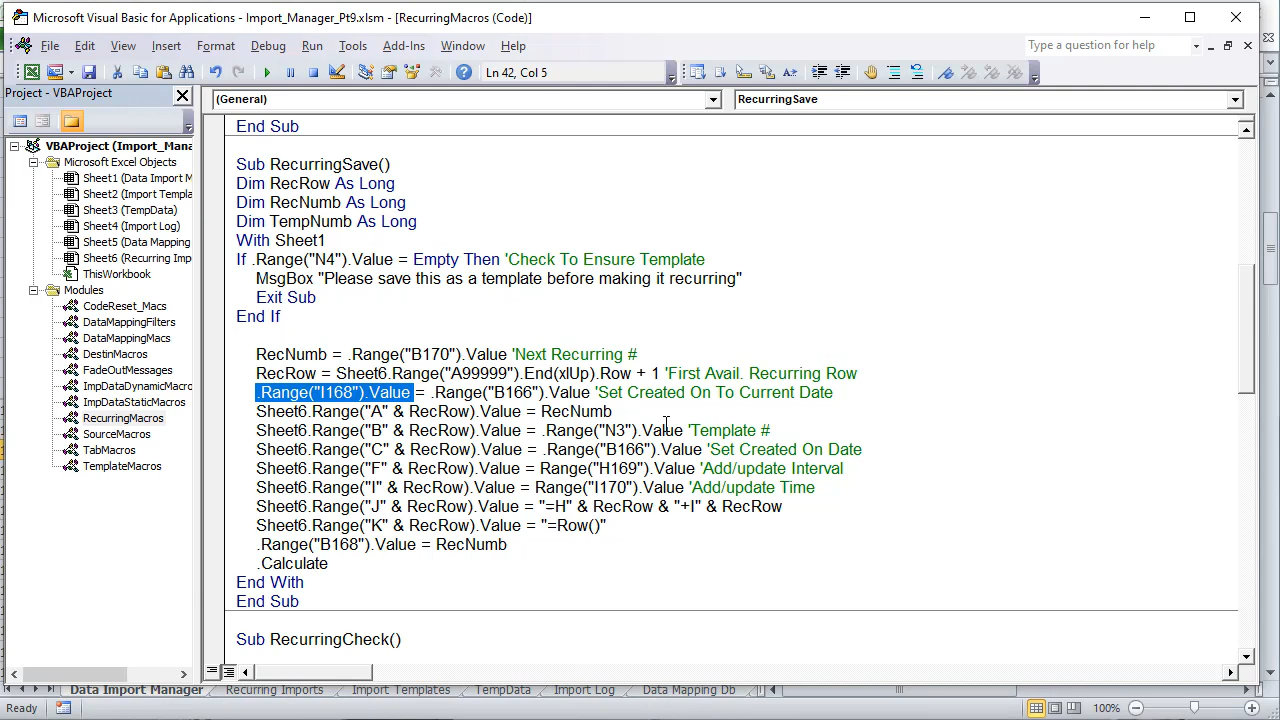 Microsoft Visual Basic for Applications - Import_Manager_Pt9.xlsm - [RecurringMacros (Code)]
File Edit View Insert Format Debug Run Tools Add-Ins Window Help
Type a question for help
Ln 42, Col 5
Project - VBAProject
(General)
RecurringSave
VBAProject (Import_Mana
Microsoft Excel Objects
Sheet1 (Data Import M
Sheet2 (Import Templa
Sheet3 (TempData)
Sheet4 (Import Log)
Sheet5 (Data Mapping
Sheet6 (Recurring Imp
ThisWorkbook
Modules
CodeReset_Macs
DataMappingFilters
DataMappingMacs
DestinMacros
FadeOutMessages
ImpDataDynamicMacro
ImpDataStaticMacros
RecurringMacros
SourceMacros
TabMacros
TemplateMacros
End Sub
Sub RecurringSave()
Dim RecRow As Long
Dim RecNumb As Long
Dim TempNumb As Long
With Sheet1
If .Range("N4").Value = Empty Then 'Check To Ensure Template
MsgBox "Please save this as a template before making it recurring"
Exit Sub
End If
RecNumb = .Range("B170").Value 'Next Recurring #
RecRow = Sheet6.Range("A99999").End(xlUp).Row + 1 'First Avail. Recurring Row
.Range("I168").Value = .Range("B166").Value 'Set Created On To Current Date
Sheet6.Range("A" & RecRow).Value = RecNumb
Sheet6.Range("B" & RecRow).Value = .Range("N3").Value 'Template #
Sheet6.Range("C" & RecRow).Value = .Range("B166").Value 'Set Created On Date
Sheet6.Range("F" & RecRow).Value = Range("H169").Value 'Add/update Interval
Sheet6.Range("I" & RecRow).Value = Range("I170").Value 'Add/update Time
Sheet6.Range("J" & RecRow).Value = "=H" & RecRow & "+I" & RecRow
Sheet6.Range("K" & RecRow).Value = "=Row()"
.Range("B168").Value = RecNumb
.Calculate
End With
End Sub
Sub RecurringCheck()
Data Import Manager Recurring Imports Import Templates TempData Import Log Data Mapping Db
Ready
100%